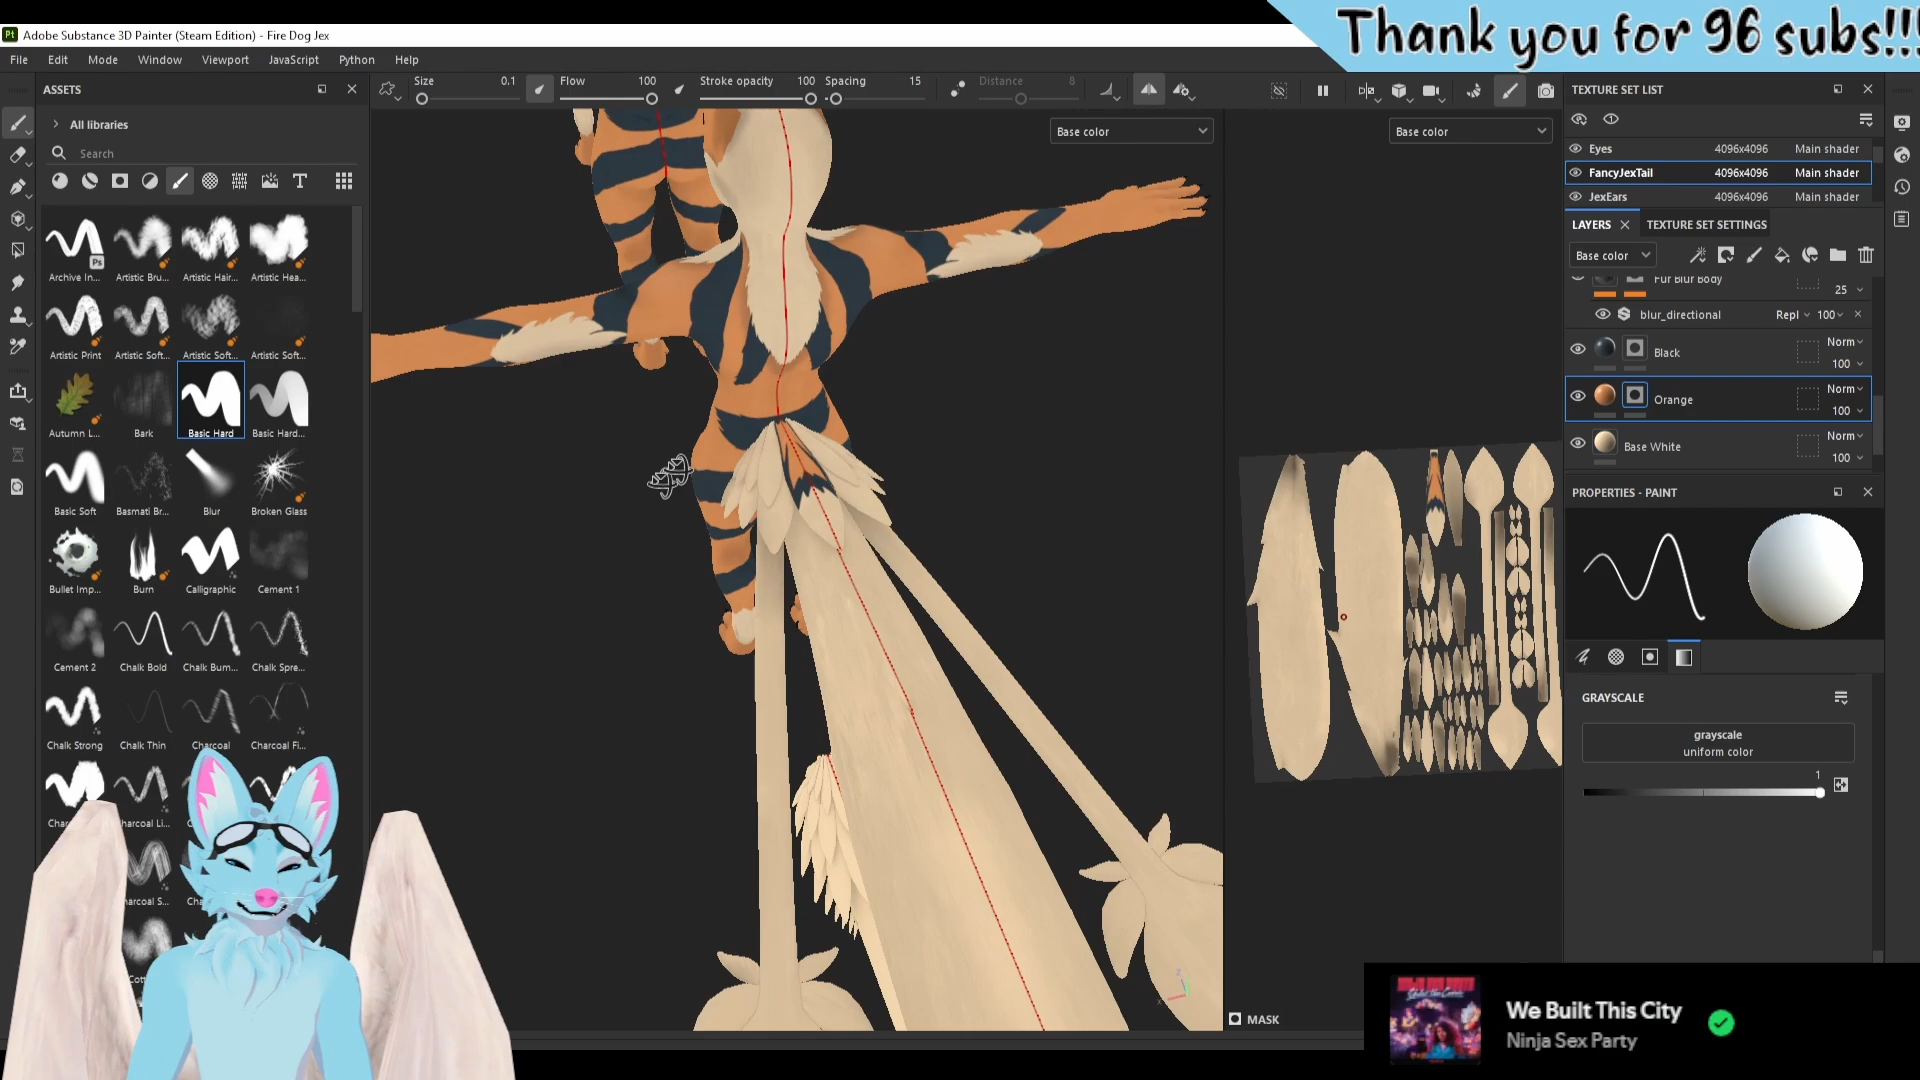 Thank you for 96 subs!!!
Adobe Substance 3D Painter (Steam Edition) - Fire Dog Jex
File Edit Mode Window Viewport JavaScript Python Help
ASSETS
Size 0.1 Flow 100 Stroke opacity 100 Spacing 15 Distance 8
All libraries
Search
Base color
Base color
Archive In... Artistic Bru... Artistic Hair... Artistic Hea...
Artistic Print Artistic Soft... Artistic Soft... Artistic Soft...
Autumn L... Bark Basic Hard Basic Hard...
Basic Soft Basmati Br... Blur Broken Glass
Bullet Imp... Burn Calligraphic Cement 1
Cement 2 Chalk Bold Chalk Bum... Chalk Spre...
Chalk Strong Chalk Thin Charcoal Charcoal Fi...
TEXTURE SET LIST
Eyes 4096x4096 Main shader
FancyJexTail 4096x4096 Main shader
JexEars 4096x4096 Main shader
LAYERS TEXTURE SET SETTINGS
Base color
Fur Blur Body
25
blur_directional Repl 100
Norm
Black
100
Norm
Orange
100
Norm
Base White
100
PROPERTIES - PAINT
GRAYSCALE
grayscale
uniform color
1
MASK
We Built This City
Ninja Sex Party